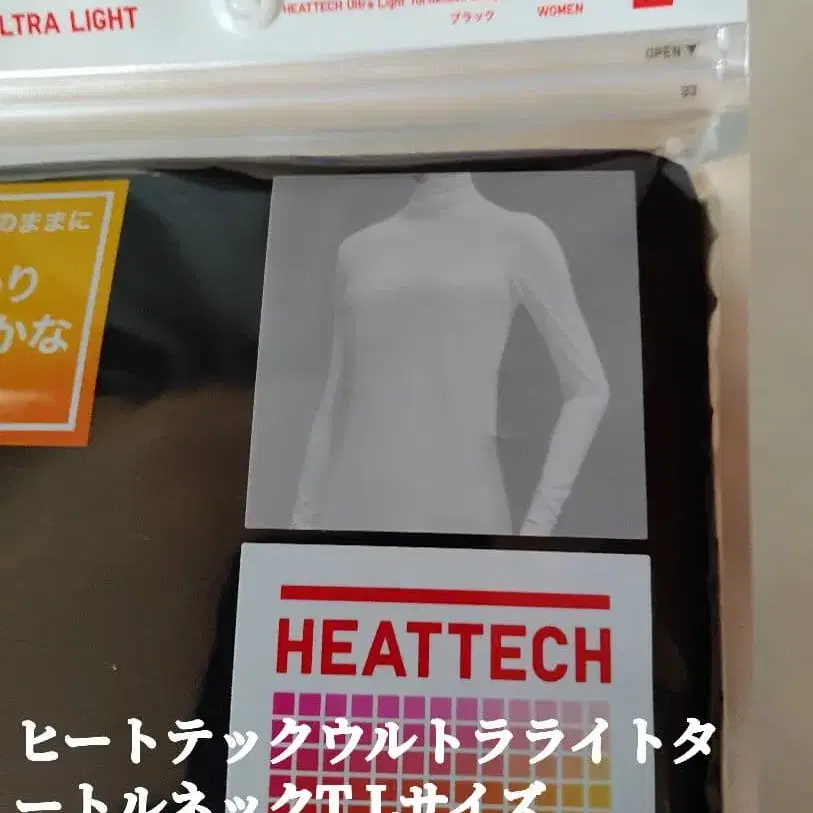 LTRA LIGHT
HEATTECH Ultra Light
ブラック
WOMEN
OPEN ▼
のままに
り
かな
HEATTECH
ヒートテックウルトラライトタ
ートルネックT Lサイズ